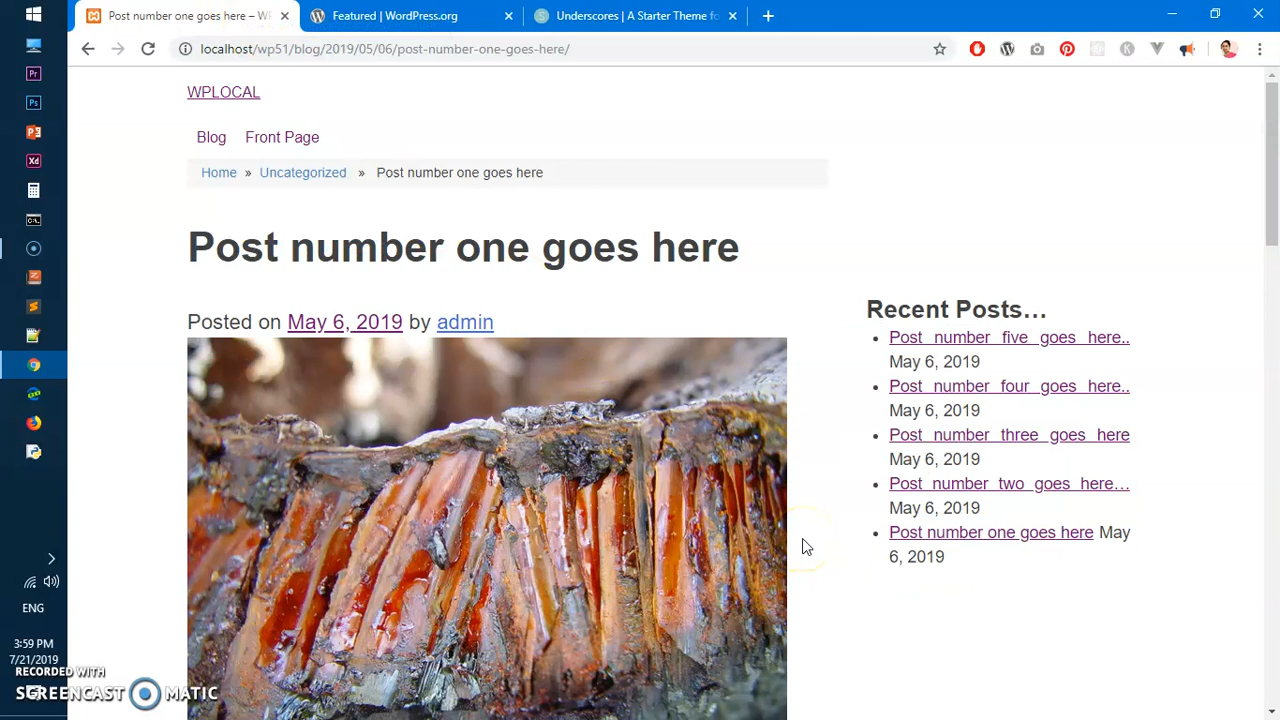 Post number one goes here – WP
Featured | WordPress.org
Underscores | A Starter Theme fo
localhost/wp51/blog/2019/05/06/post-number-one-goes-here/
WPLOCAL
Blog Front Page
Home » Uncategorized » Post number one goes here
Post number one goes here
Posted on May 6, 2019 by admin
Recent Posts…
Post number five goes here..
May 6, 2019
Post number four goes here..
May 6, 2019
Post number three goes here
May 6, 2019
Post number two goes here…
May 6, 2019
Post number one goes here May
6, 2019
Pr
Ps
Xd
ENG
3:59 PM
7/21/2019
RECORDED WITH
SCREENCAST MATIC